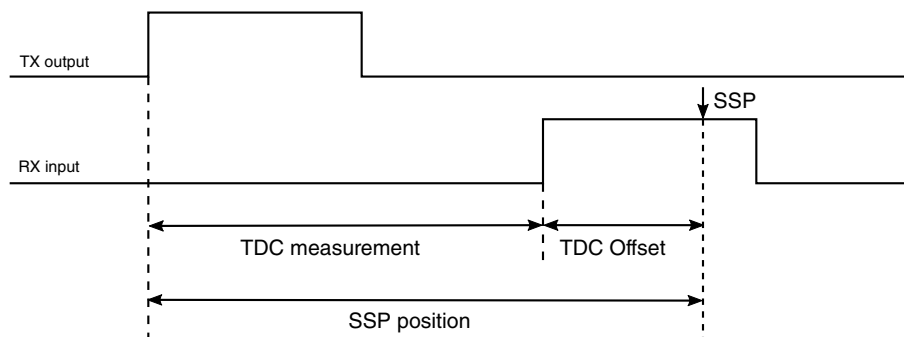 TX output
SSP
RX input
TDC measurement
TDC Offset
SSP position